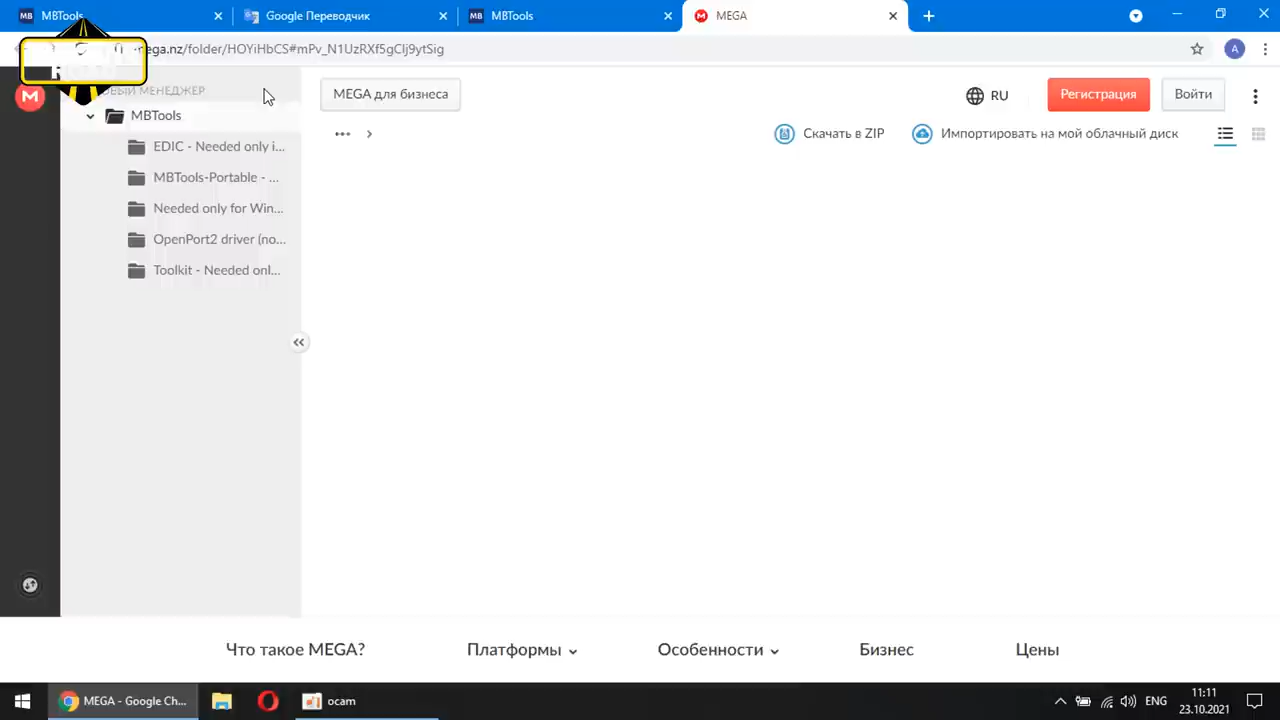 MBTools
Google Переводчик
MBTools
MEGA
mega.nz/folder/HOYiHbCS#mPv_N1UzRXf5gClj9ytSig
A
МЕНЕДЖЕР
MEGA для бизнеса
RU
Регистрация
Войти
MBTools
Скачать в ZIP
Импортировать на мой облачный диск
EDIC - Needed only i...
MBTools-Portable - ...
Needed only for Win...
OpenPort2 driver (no...
Toolkit - Needed onl...
Что такое MEGA?
Платформы
Особенности
Бизнес
Цены
MEGA - Google Ch...
ocam
ENG
11:11
23.10.2021